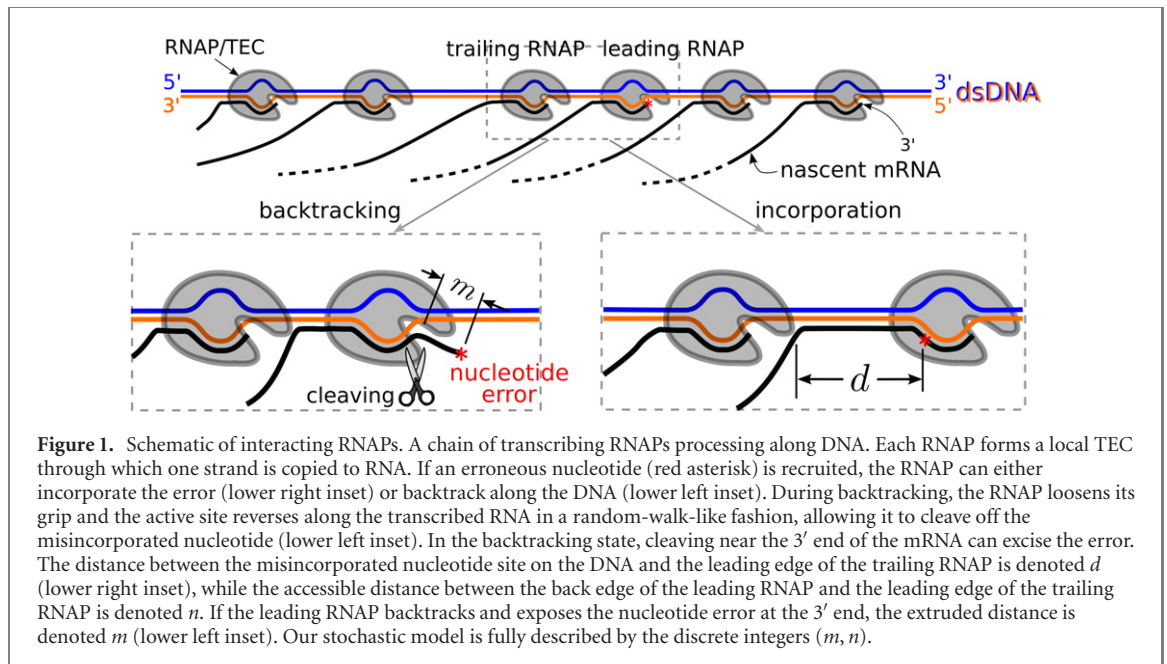 RNAP/TEC
trailing RNAP leading RNAP
5'
3'
3'
5'
dsDNA
*
3'
nascent mRNA
backtracking
incorporation
m
*
nucleotide
error
cleaving
*
d
Figure 1. Schematic of interacting RNAPs. A chain of transcribing RNAPs processing along DNA. Each RNAP forms a local TEC
through which one strand is copied to RNA. If an erroneous nucleotide (red asterisk) is recruited, the RNAP can either
incorporate the error (lower right inset) or backtrack along the DNA (lower left inset). During backtracking, the RNAP loosens its
grip and the active site reverses along the transcribed RNA in a random-walk-like fashion, allowing it to cleave off the
misincorporated nucleotide (lower left inset). In the backtracking state, cleaving near the 3′ end of the mRNA can excise the error.
The distance between the misincorporated nucleotide site on the DNA and the leading edge of the trailing RNAP is denoted d
(lower right inset), while the accessible distance between the back edge of the leading RNAP and the leading edge of the trailing
RNAP is denoted n. If the leading RNAP backtracks and exposes the nucleotide error at the 3′ end, the extruded distance is
denoted m (lower left inset). Our stochastic model is fully described by the discrete integers (m, n).